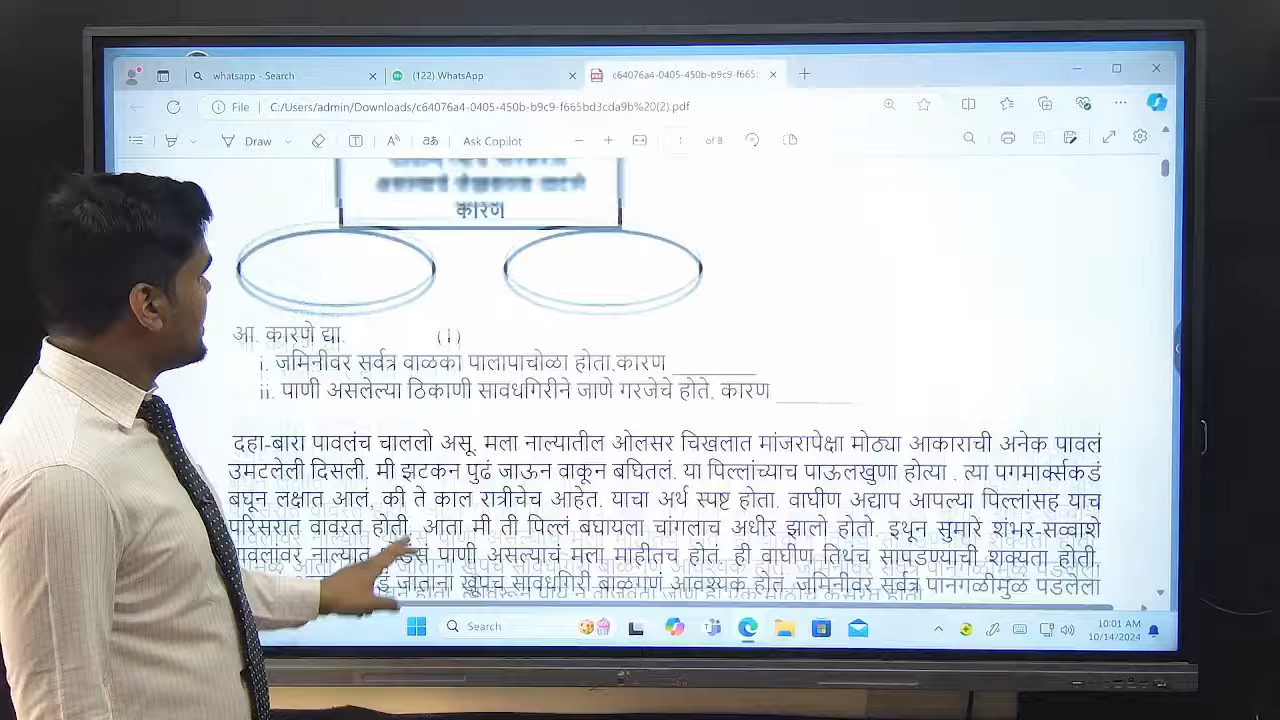 whatsapp - Search
(122) WhatsApp
c64076a4-0405-450b-b9c9-f665:
File C:/Users/admin/Downloads/c64076a4-0405-450b-b9c9-f665bd3cda9b%20(2).pdf
Draw
Ask Copilot
of 8
कारण
आ. कारणे द्या. (i)
i. जमिनीवर सर्वत्र वाळका पालापाचोळा होता.कारण
ii. पाणी असलेल्या ठिकाणी सावधगिरीने जाणे गरजेचे होते. कारण
दहा-बारा पावलंच चाललो असू. मला नाल्यातील ओलसर चिखलात मांजरापेक्षा मोठ्या आकाराची अनेक पावलं
उमटलेली दिसली. मी झटकन पुढं जाऊन वाकून बघितलं. या पिल्लांच्याच पाऊलखुणा होत्या . त्या पगमार्क्सकडं
बघून लक्षात आलं, की ते काल रात्रीचेच आहेत. याचा अर्थ स्पष्ट होता. वाघीण अद्याप आपल्या पिल्लांसह याच
परिसरात वावरत होती. आता मी ती पिल्लं बघायला चांगलाच अधीर झालो होतो. इथून सुमारे शंभर-सव्वाशे
नाल्यात पाणी असल्याचं मला माहीतच होतं. ही वाघीण तिथंच सापडण्याची शक्यता होती.
जाताना खूपच सावधगिरी बाळगणं आवश्यक होतं. जमिनीवर सर्वत्र पानगळीमुळं पडलेला
Search
10:01 AM
10/14/2024